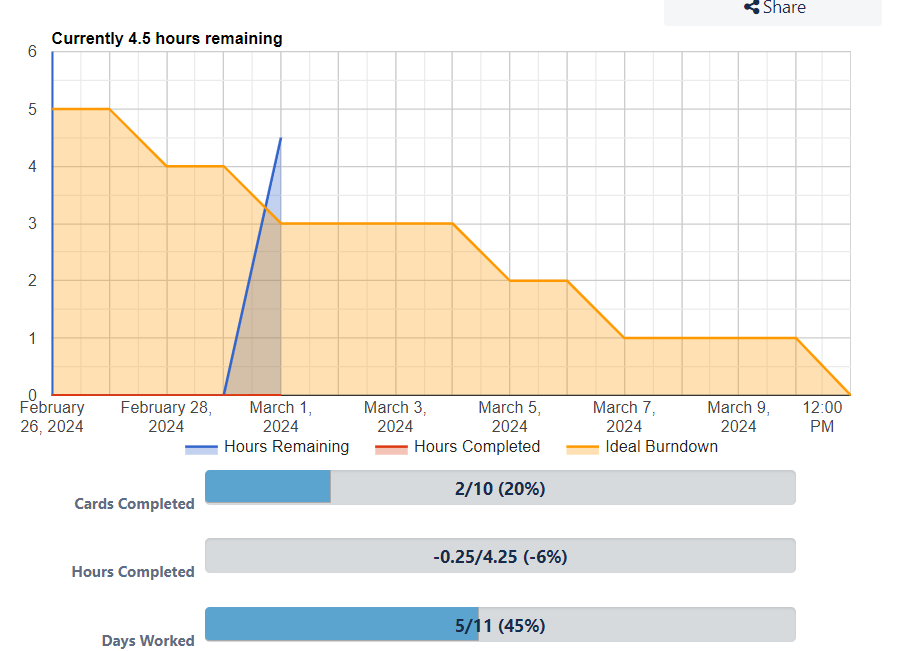 Share
Currently 4.5 hours remaining
6
5
4
3
2
1
0
February 26, 2024
February 28, 2024
March 1, 2024
March 3, 2024
March 5, 2024
March 7, 2024
March 9, 2024
12:00 PM
Hours Remaining
Hours Completed
Ideal Burndown
Cards Completed
2/10 (20%)
Hours Completed
-0.25/4.25 (-6%)
Days Worked
5/11 (45%)